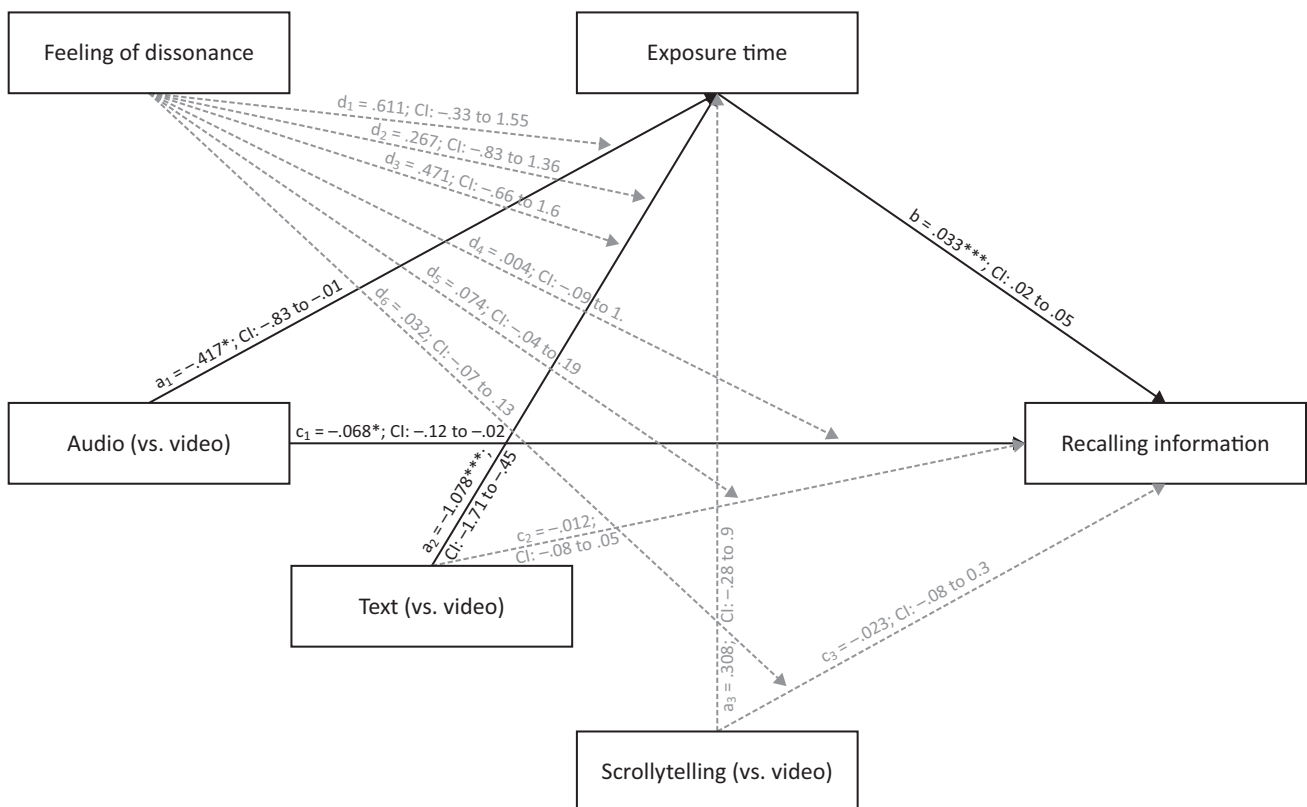 Feeling of dissonance
Exposure time
d₁ = .611; CI: –.33 to 1.55
d₂ = .267; CI: –.83 to 1.36
d₃ = .471; CI: –.66 to 1.6
d₄ = .004; CI: –.09 to 1.
d₅ = .074; CI: –.04 to .19
d₆ = .032; CI: –.07 to .13
b = .033***; CI: .02 to .05
a₁ = –.417*; CI: –.83 to –.01
Audio (vs. video)
c₁ = –.068*; CI: –.12 to –.02
Recalling information
a₂ = –1.078***;
CI: –1.71 to –.45
c₂ = –.012;
CI: –.08 to .05
Text (vs. video)
a₃ = .308; CI: –.28 to .9
c₃ = –.023; CI: –.08 to 0.3
Scrollytelling (vs. video)